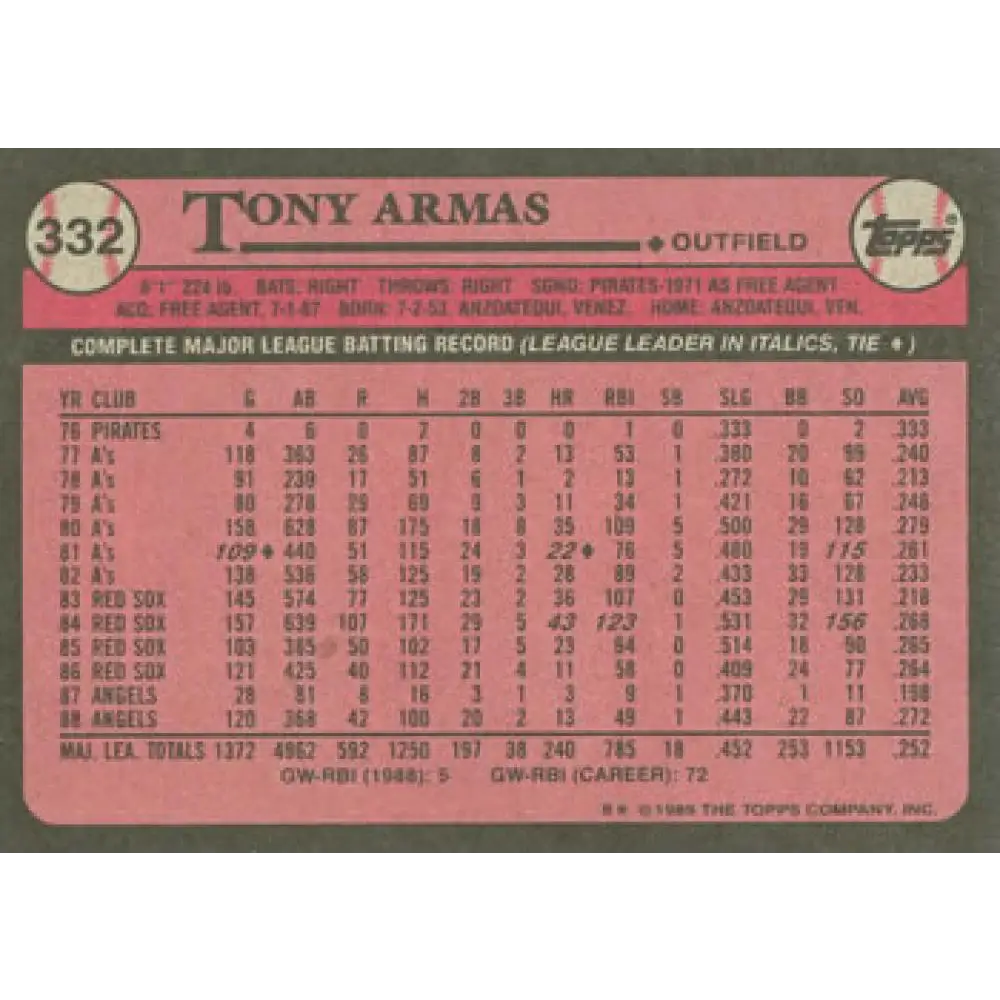 332
TONY ARMAS
♦ OUTFIELD
Topps®
6'1" 224 lb. BATS: RIGHT THROWS: RIGHT SGND: PIRATES-1971 AS FREE AGENT
ACQ: FREE AGENT, 7-1-87 BORN: 7-2-53, ANZOATEQUI, VENEZ. HOME: ANZOATEQUI, VEN.
COMPLETE MAJOR LEAGUE BATTING RECORD (LEAGUE LEADER IN ITALICS, TIE ♦)
YR CLUB G AB R H 2B 3B HR RBI SB SLG BB SO AVG
76 PIRATES 4 6 0 2 0 0 0 1 0 .333 0 2 .333
77 A's 118 363 26 87 8 2 13 53 1 .380 20 99 .240
78 A's 91 239 17 51 6 1 2 13 1 .272 10 62 .213
79 A's 80 278 29 69 9 3 11 34 1 .421 16 67 .248
80 A's 158 628 87 175 18 8 35 109 5 .500 29 128 .279
81 A's 109♦ 440 51 115 24 3 22♦ 76 5 .480 19 115 .261
82 A's 138 536 58 125 19 2 28 89 2 .433 33 128 .233
83 RED SOX 145 574 77 125 23 2 36 107 0 .453 29 131 .218
84 RED SOX 157 639 107 171 29 5 43 123 1 .531 32 156 .268
85 RED SOX 103 385 50 102 17 5 23 64 0 .514 18 90 .265
86 RED SOX 121 425 40 112 21 4 11 58 0 .409 24 77 .264
87 ANGELS 28 81 8 16 3 1 3 9 1 .370 1 11 .198
88 ANGELS 120 368 42 100 20 2 13 49 1 .443 22 87 .272
MAJ. LEA. TOTALS 1372 4962 592 1250 197 38 240 785 18 .452 253 1153 .252
GW-RBI (1988): 5 GW-RBI (CAREER): 72
© 1989 THE TOPPS COMPANY, INC.